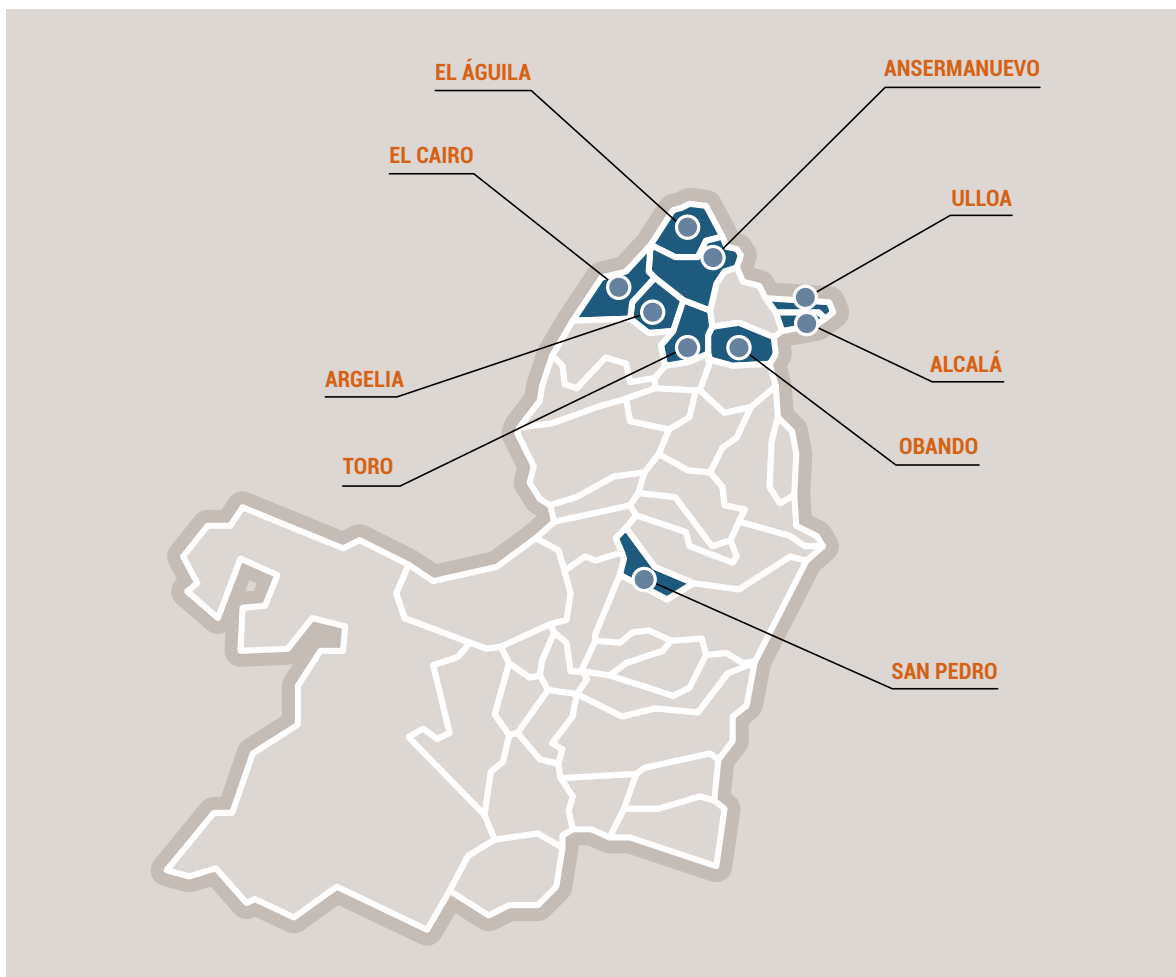 EL ÁGUILA
ANSERMANUEVO
EL CAIRO
ULLOA
ARGELIA
ALCALÁ
TORO
OBANDO
SAN PEDRO